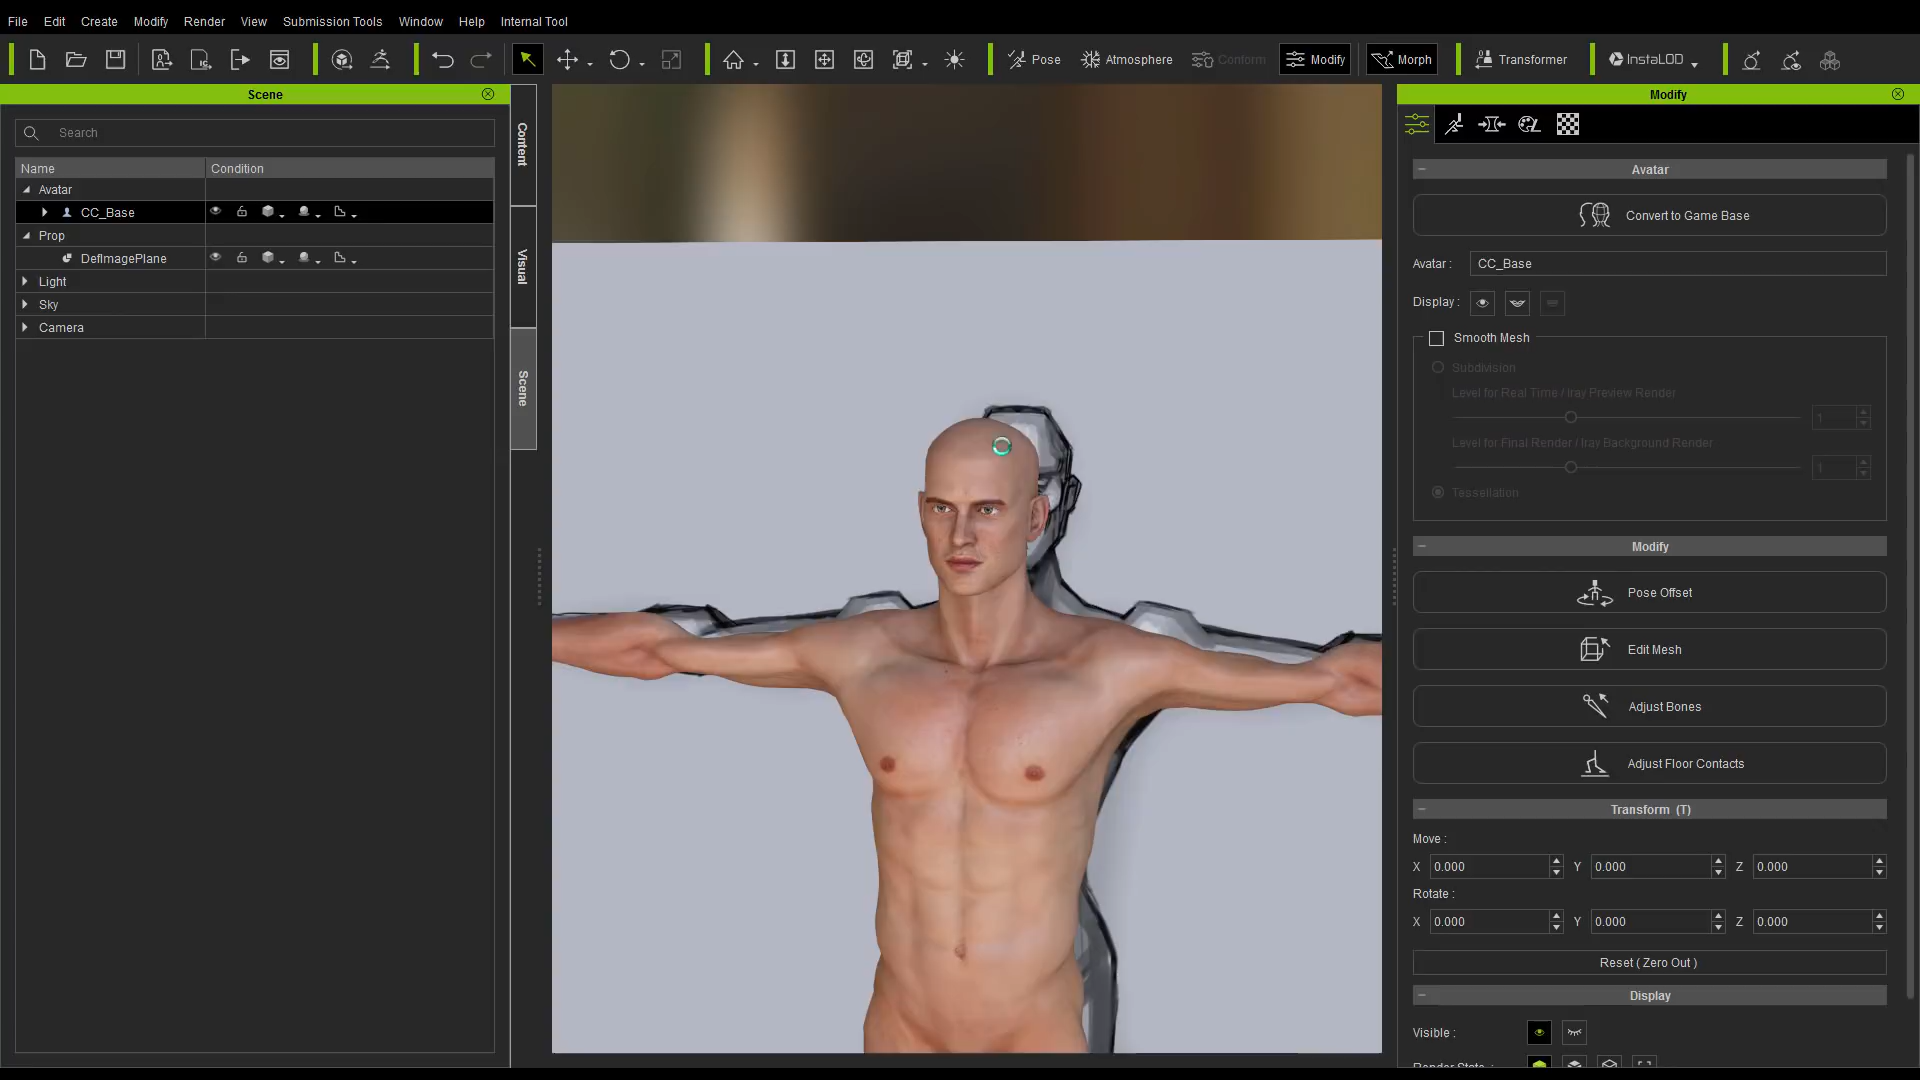 File Edit Create Modify Render View Submission Tools Window Help Internal Tool
Pose Atmosphere Conform Modify Morph Transformer InstaLOD
Scene
Search
Name Condition
Avatar
CC_Base
Prop
DefImagePlane
Light
Sky
Camera
Content
Visual
Scene
Modify
Avatar
Convert to Game Base
Avatar : CC_Base
Display :
Smooth Mesh
Subdivision
Level for Real Time / Iray Preview Render
1
Level for Final Render / Iray Background Render
1
Tessellation
Modify
Pose Offset
Edit Mesh
Adjust Bones
Adjust Floor Contacts
Transform (T)
Move :
X 0.000 Y 0.000 Z 0.000
Rotate :
X 0.000 Y 0.000 Z 0.000
Reset ( Zero Out )
Display
Visible :
Render State :